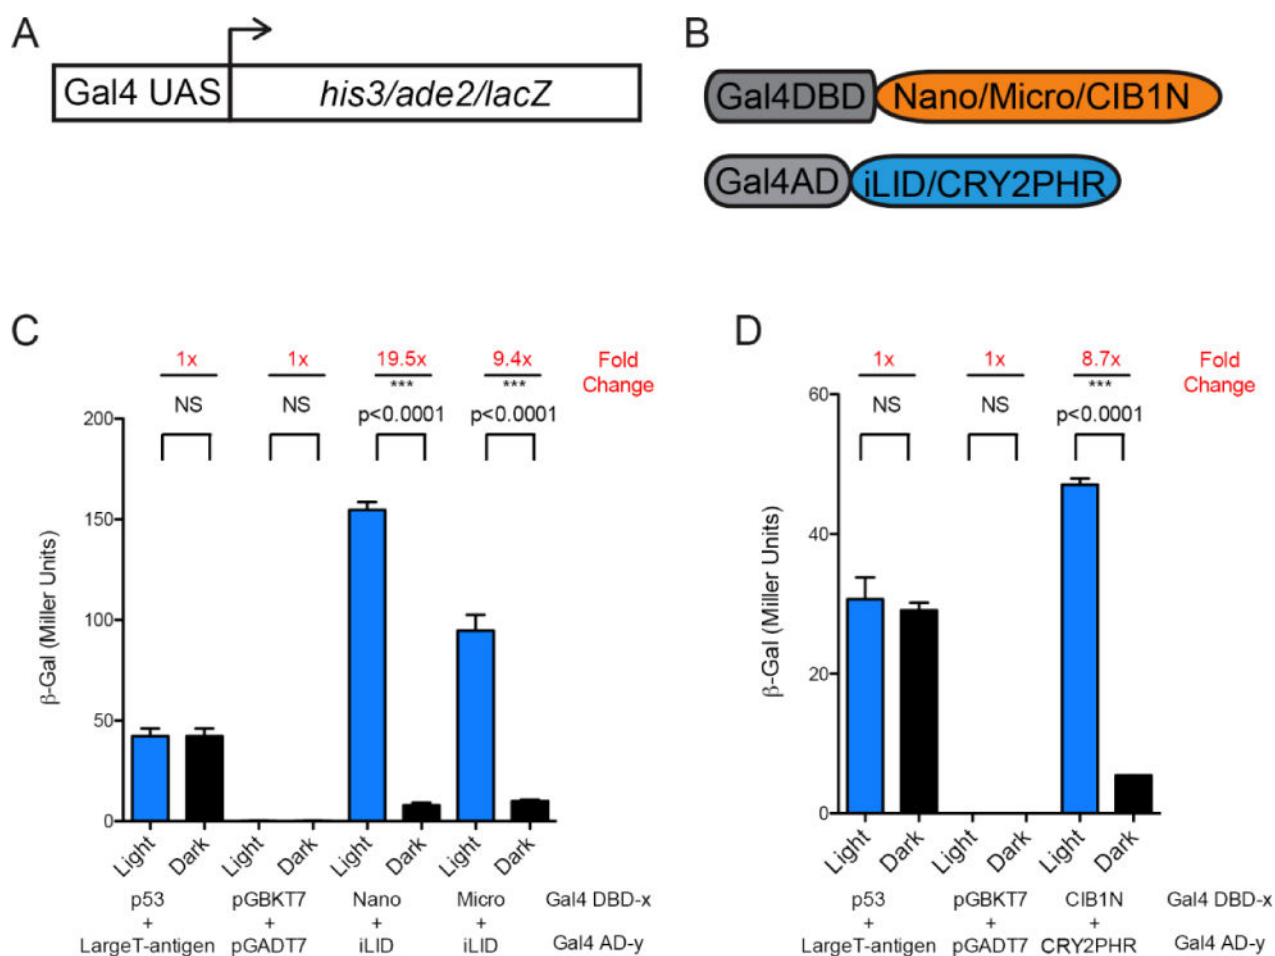 A
Gal4 UAS
his3/ade2/lacZ
B
Gal4DBD
Nano/Micro/CIB1N
Gal4AD
iLID/CRY2PHR
C
1x
1x
19.5x
9.4x
Fold
Change
NS
NS
***
***
p<0.0001
p<0.0001
200
150
100
50
0
β-Gal (Miller Units)
Light
Dark
Light
Dark
Light
Dark
Light
Dark
p53
+
LargeT-antigen
pGBKT7
+
pGADT7
Nano
+
iLID
Micro
+
iLID
Gal4 DBD-x
Gal4 AD-y
D
1x
1x
8.7x
Fold
Change
NS
NS
***
p<0.0001
60
40
20
0
β-Gal (Miller Units)
Light
Dark
Light
Dark
Light
Dark
p53
+
LargeT-antigen
pGBKT7
+
pGADT7
CIB1N
+
CRY2PHR
Gal4 DBD-x
Gal4 AD-y